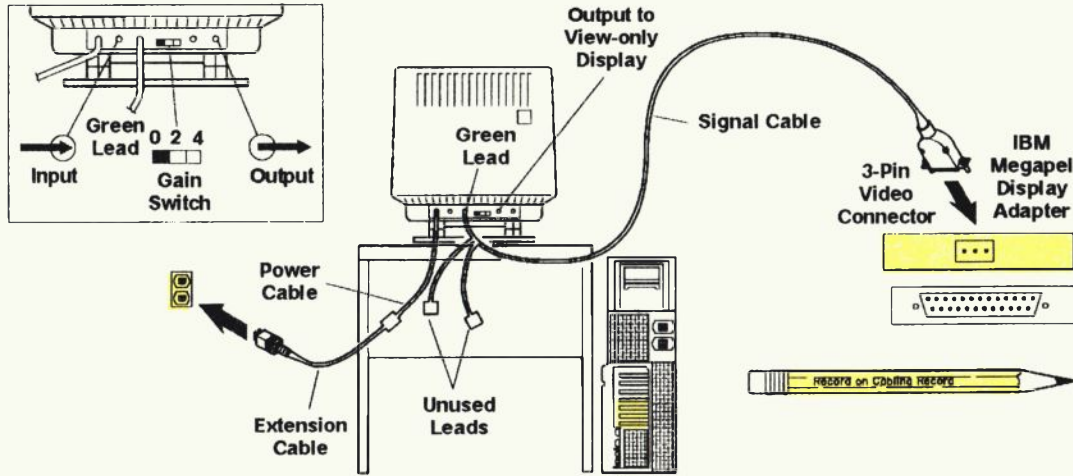 Green
Lead
0 2 4
Input
Gain
Switch
Output
Output to
View-only
Display
Green
Lead
Signal Cable
3-Pin
Video
Connector
IBM
Megapel
Display
Adapter
Power
Cable
Extension
Cable
Unused
Leads
Record on Cabling Record